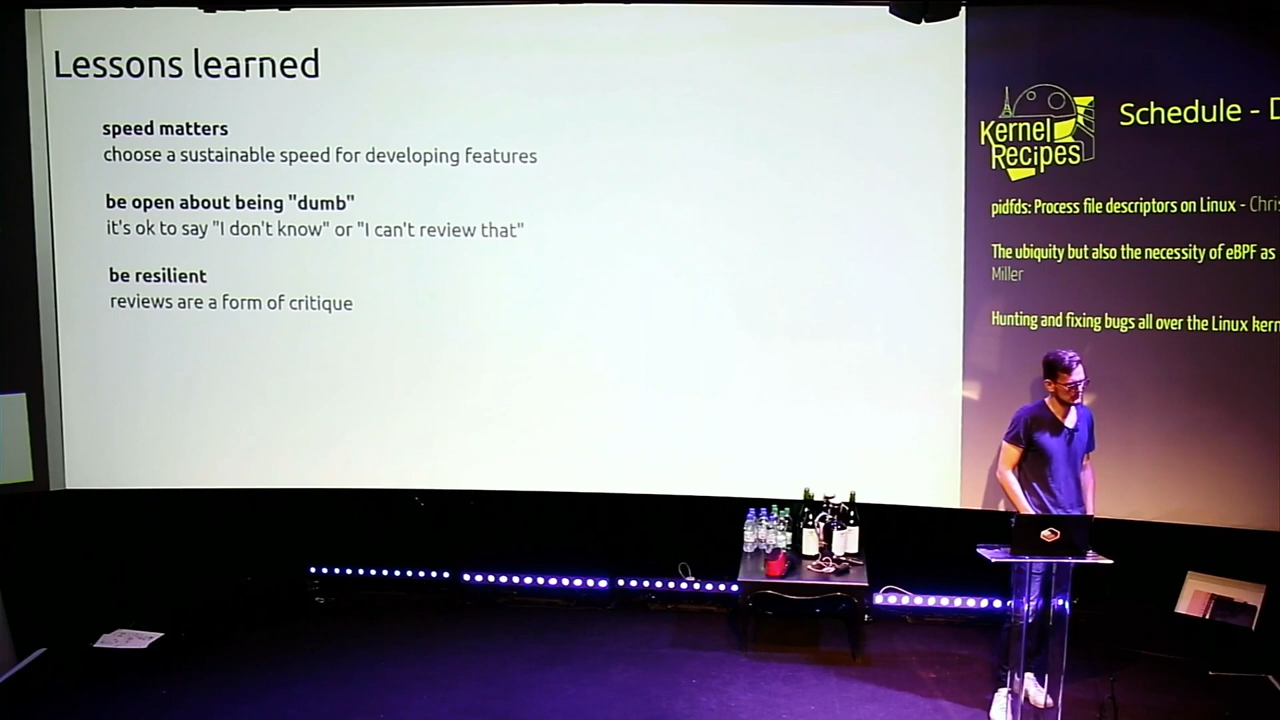 Lessons learned
speed matters
choose a sustainable speed for developing features
be open about being "dumb"
it's ok to say "I don't know" or "I can't review that"
be resilient
reviews are a form of critique
Kernel
Recipes
Schedule -
pidfds: Process file descriptors on Linux -
The ubiquity but also the necessity of eBPF as
Miller
Hunting and fixing bugs all over the Linux